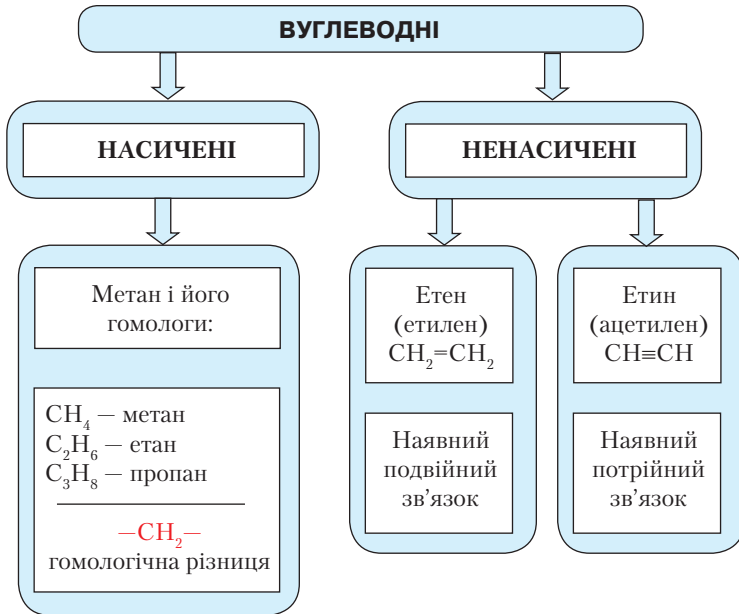 ВУГЛЕВОДНІ
НАСИЧЕНІ
НЕНАСИЧЕНІ
Метан і його
гомологи:
CH₄ – метан
C₂H₆ – етан
C₃H₈ – пропан
–CH₂–
гомологічна різниця
Етен
(етилен)
CH₂=CH₂
Наявний
подвійний
зв'язок
Етин
(ацетилен)
CH≡CH
Наявний
потрійний
зв'язок